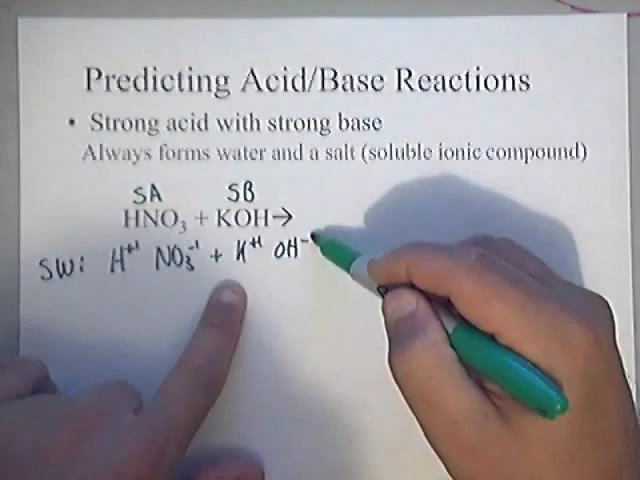 Predicting Acid/Base Reactions
• Strong acid with strong base
Always forms water and a salt (soluble ionic compound)
SA SB
HNO₃ + KOH→
SW: H⁺¹ NO₃⁻¹ + K⁺¹ OH⁻